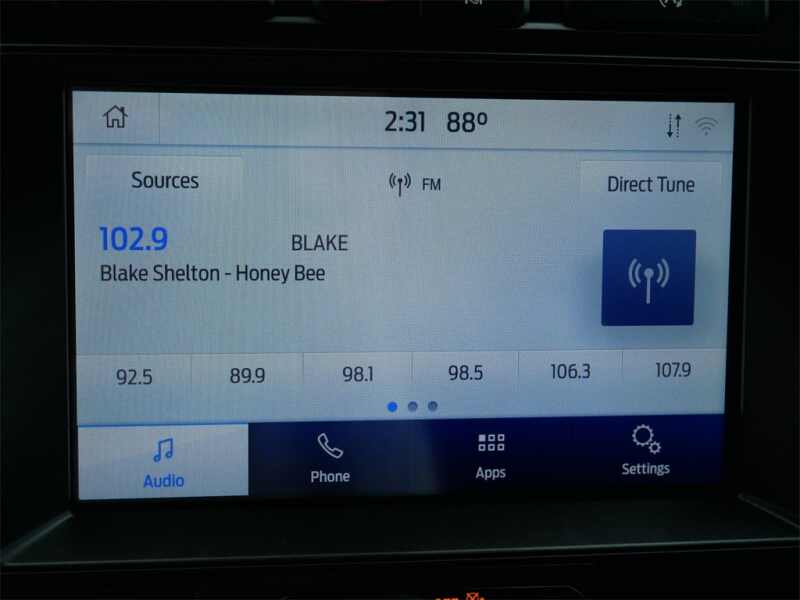 2:31 88º
Sources FM Direct Tune
102.9 BLAKE
Blake Shelton - Honey Bee
92.5 89.9 98.1 98.5 106.3 107.9
Audio Phone Apps Settings